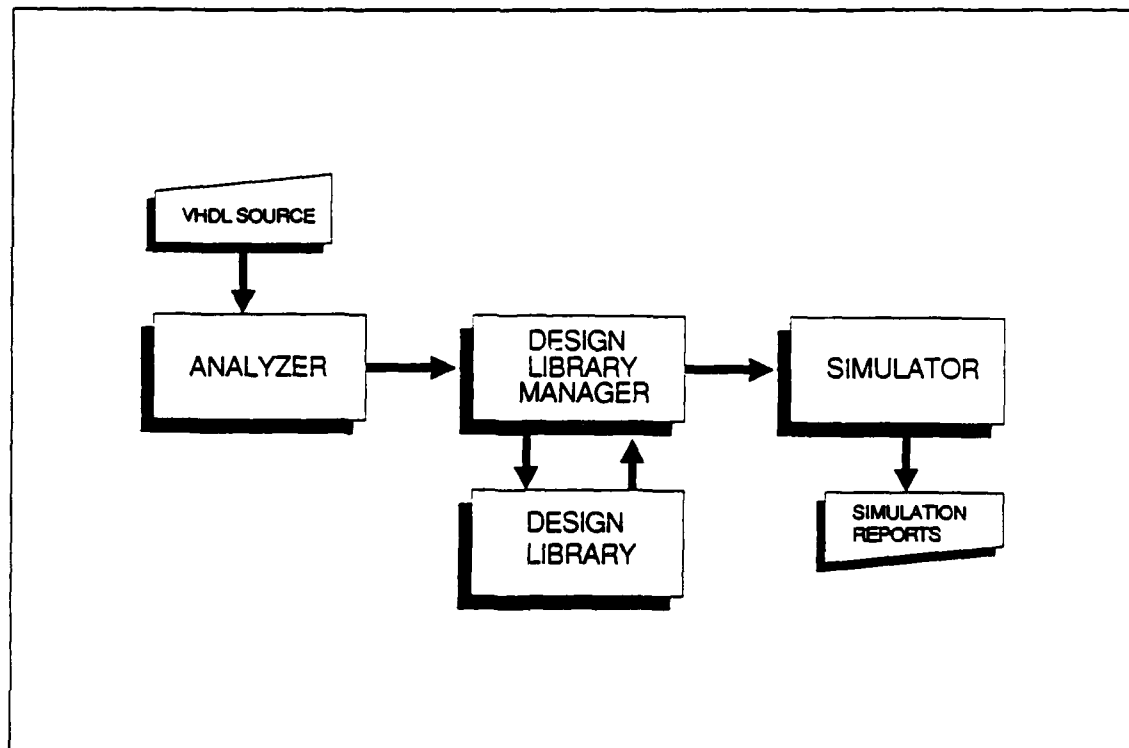 VHDL SOURCE
ANALYZER
DESIGN
LIBRARY
MANAGER
SIMULATOR
DESIGN
LIBRARY
SIMULATION
REPORTS